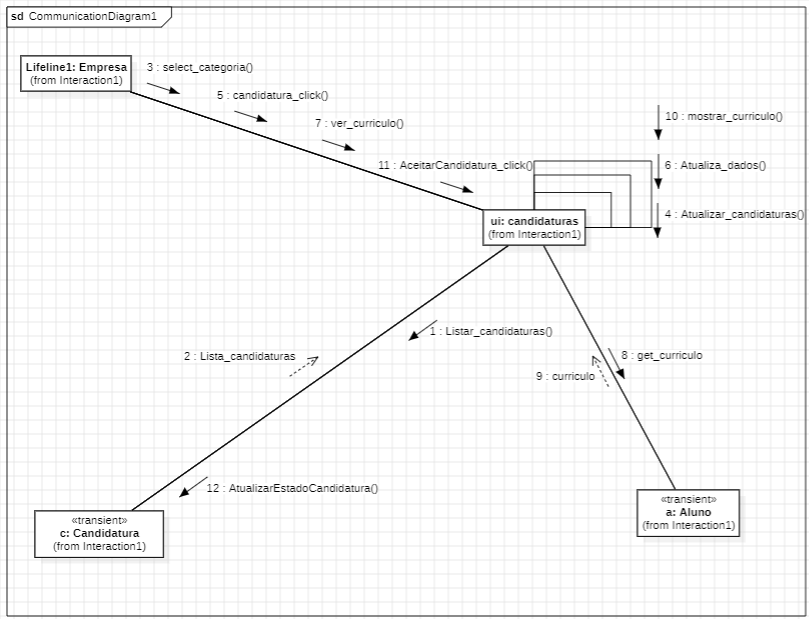 sd CommunicationDiagram1
Lifeline1: Empresa
(from Interaction1)
3 : select_categoria()
5 : candidatura_click()
7 : ver_curriculo()
11 : AceitarCandidatura_click()
10 : mostrar_curriculo()
6 : Atualiza_dados()
4 : Atualizar_candidaturas()
ui: candidaturas
(from Interaction1)
1 : Listar_candidaturas()
2 : Lista_candidaturas
8 : get_curriculo
9 : curriculo
12 : AtualizarEstadoCandidatura()
«transient»
c: Candidatura
(from Interaction1)
«transient»
a: Aluno
(from Interaction1)